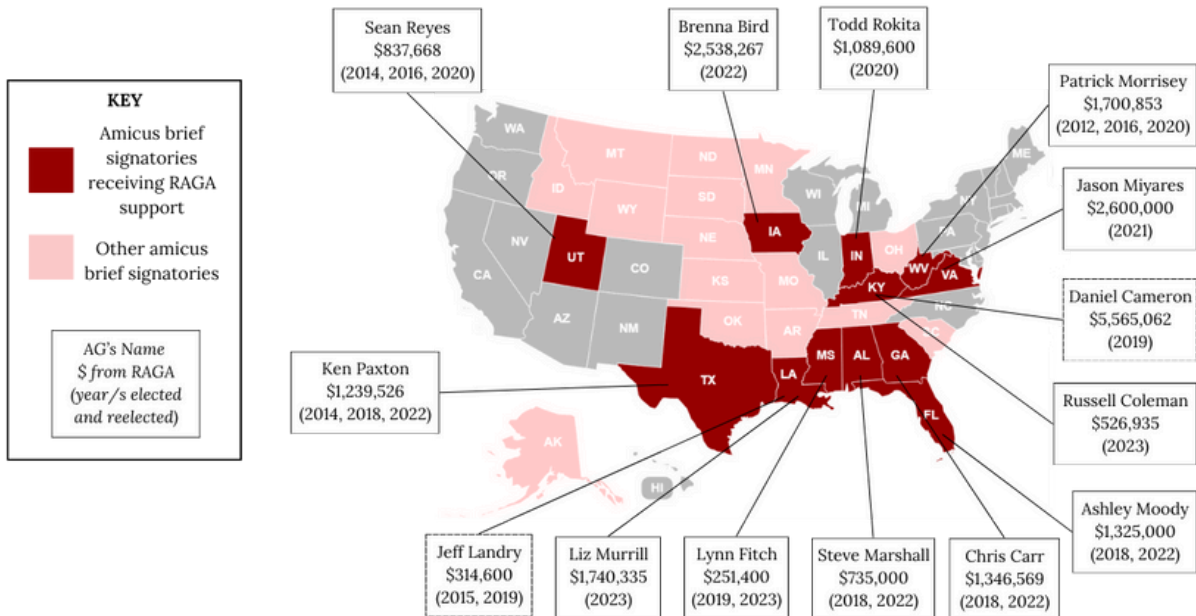 KEY
Amicus brief
signatories
receiving RAGA
support
Other amicus
brief signatories
AG's Name
$ from RAGA
(year/s elected
and reelected)
Sean Reyes
$837,668
(2014, 2016, 2020)
Brenna Bird
$2,538,267
(2022)
Todd Rokita
$1,089,600
(2020)
Patrick Morrisey
$1,700,853
(2012, 2016, 2020)
Jason Miyares
$2,600,000
(2021)
Daniel Cameron
$5,565,062
(2019)
Russell Coleman
$526,935
(2023)
Ashley Moody
$1,325,000
(2018, 2022)
Chris Carr
$1,346,569
(2018, 2022)
Steve Marshall
$735,000
(2018, 2022)
Lynn Fitch
$251,400
(2019, 2023)
Liz Murrill
$1,740,335
(2023)
Jeff Landry
$314,600
(2015, 2019)
Ken Paxton
$1,239,526
(2014, 2018, 2022)
WA
OR
CA
NV
ID
MT
WY
UT
AZ
CO
NM
ND
SD
NE
KS
OK
TX
MN
IA
MO
AR
LA
WI
IL
MI
IN
OH
KY
TN
MS
AL
GA
FL
SC
NC
VA
WV
PA
NY
ME
AK
HI